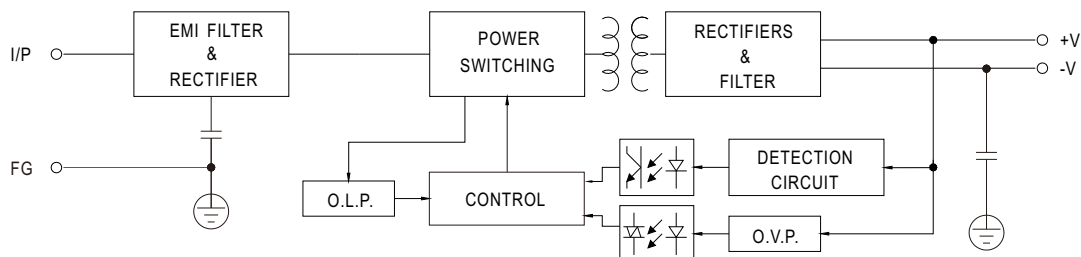 I/P
EMI FILTER
&
RECTIFIER
POWER
SWITCHING
RECTIFIERS
&
FILTER
+V
-V
FG
O.L.P.
CONTROL
DETECTION
CIRCUIT
O.V.P.